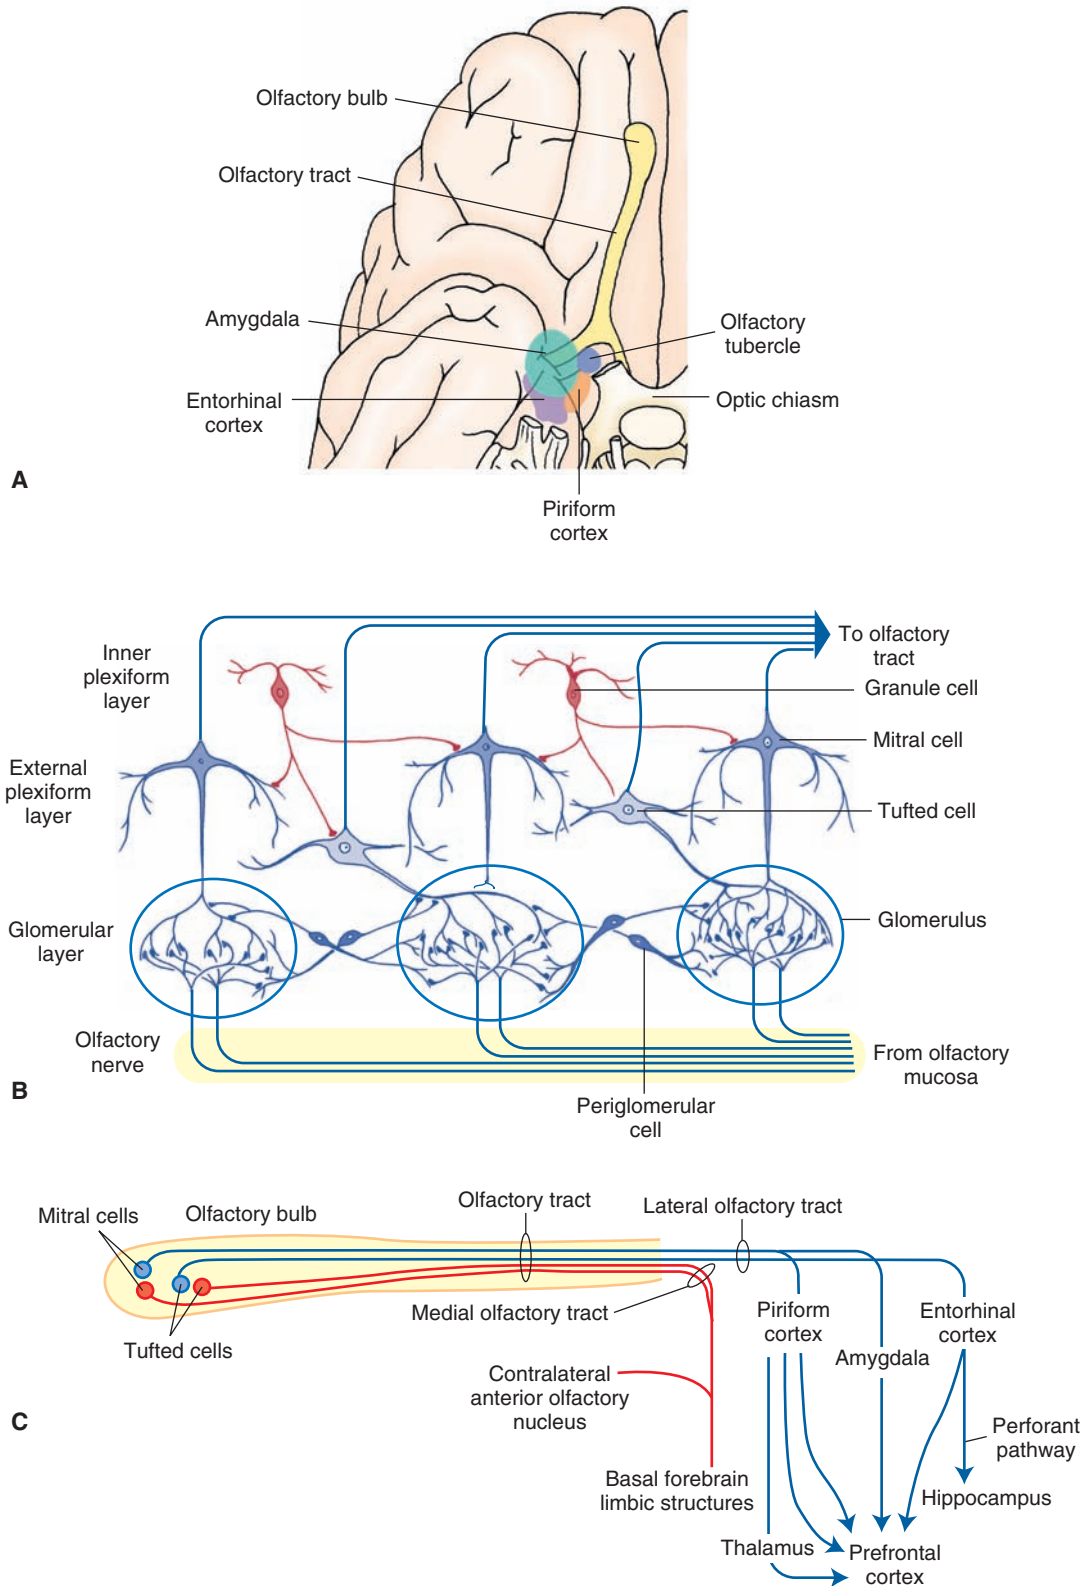 Olfactory bulb
Olfactory tract
Amygdala
Olfactory
tubercle
Entorhinal
cortex
Optic chiasm
A
Piriform
cortex
To olfactory
tract
Inner
plexiform
layer
Granule cell
Mitral cell
External
plexiform
layer
Tufted cell
Glomerular
layer
Glomerulus
Olfactory
nerve
From olfactory
mucosa
B
Periglomerular
cell
Mitral cells
Olfactory bulb
Olfactory tract
Lateral olfactory tract
Medial olfactory tract
Tufted cells
Piriform
cortex
Entorhinal
cortex
Amygdala
Contralateral
anterior olfactory
nucleus
C
Perforant
pathway
Basal forebrain
limbic structures
Hippocampus
Thalamus
Prefrontal
cortex